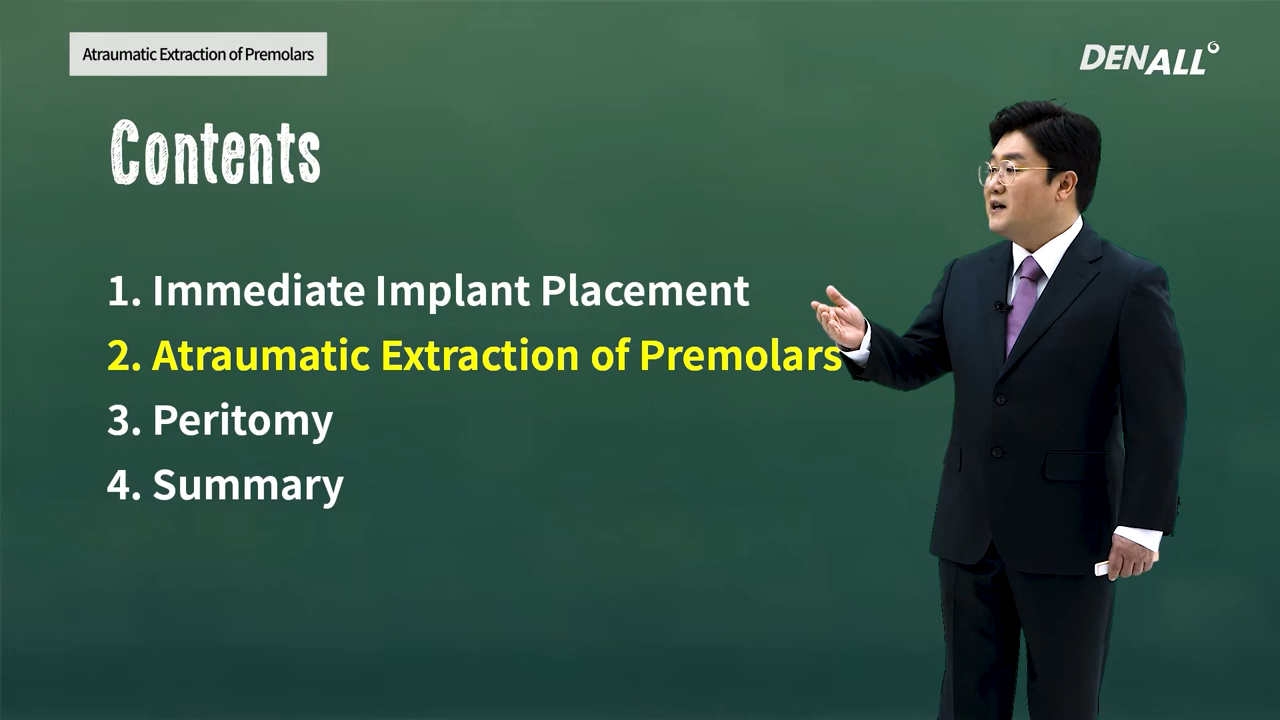 Atraumatic Extraction of Premolars
DENALL
Contents
1. Immediate Implant Placement
2. Atraumatic Extraction of Premolars
3. Peritomy
4. Summary